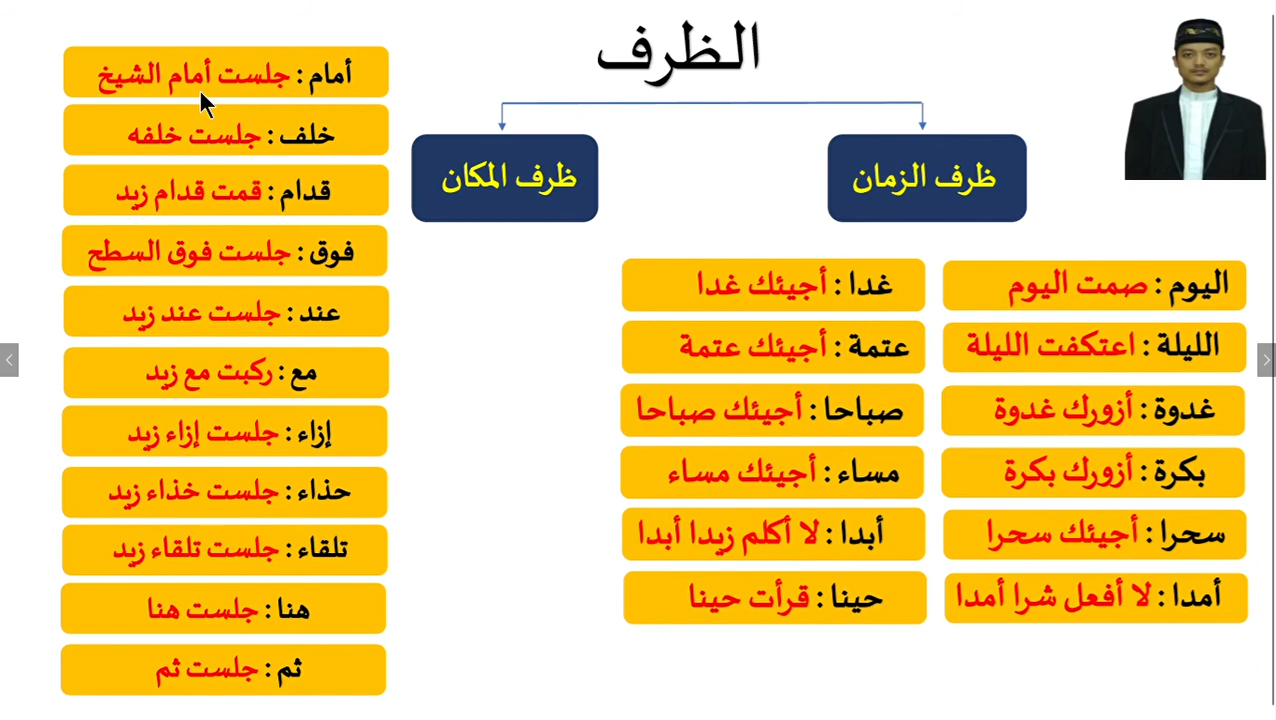 الظرف
ظرف الزمان
ظرف المكان
اليوم : صمت اليوم
الليلة : اعتكفت الليلة
غدوة : أزورك غدوة
بكرة : أزورك بكرة
سحرا : أجيئك سحرا
أمدا : لا أفعل شرا أمدا
غدا : أجيئك غدا
عتمة : أجيئك عتمة
صباحا : أجيئك صباحا
مساء : أجيئك مساء
أبدا : لا أكلم زيدا أبدا
حينا : قرأت حينا
أمام : جلست أمام الشيخ
خلف : جلست خلفه
قدام : قمت قدام زيد
فوق : جلست فوق السطح
عند : جلست عند زيد
مع : ركبت مع زيد
إزاء : جلست إزاء زيد
حذاء : جلست خذاء زيد
تلقاء : جلست تلقاء زيد
هنا : جلست هنا
ثم : جلست ثم